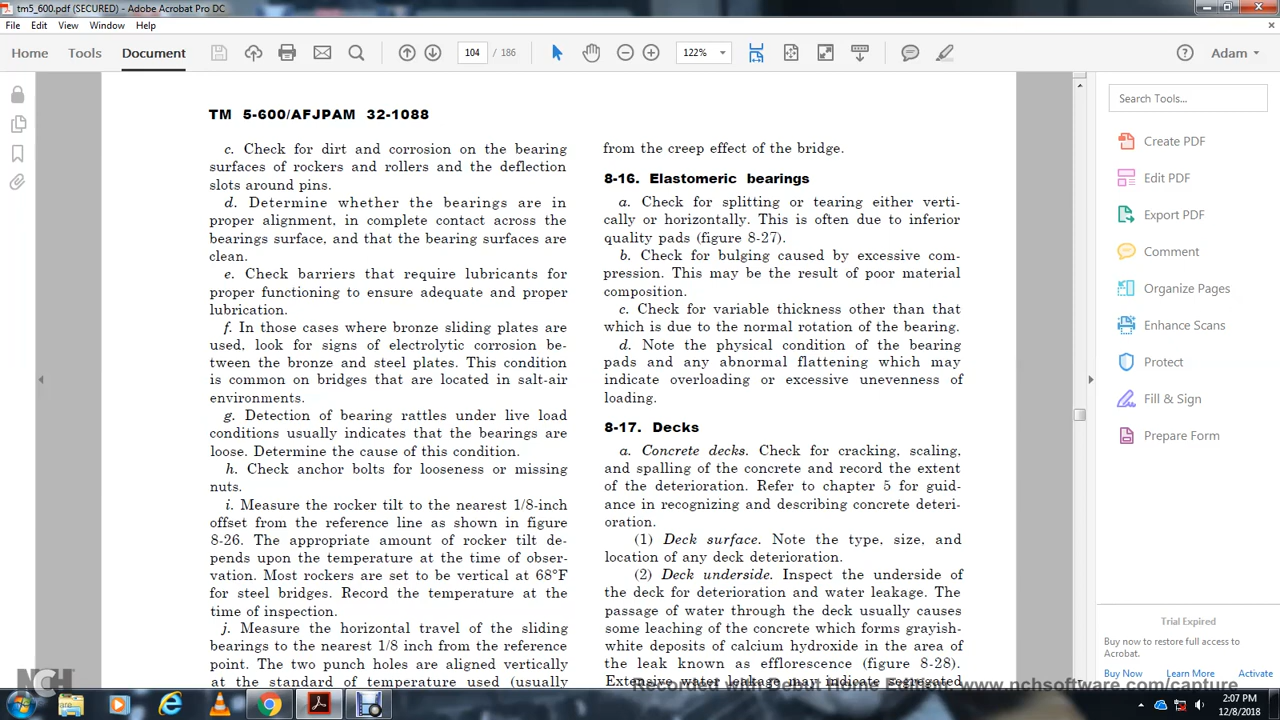 tm5_600.pdf (SECURED) - Adobe Acrobat Pro DC
File Edit View Window Help
Home Tools Document 104 / 186 122% Adam
TM 5-600/AFJPAM 32-1088
c. Check for dirt and corrosion on the bearing
surfaces of rockers and rollers and the deflection
slots around pins.
d. Determine whether the bearings are in
proper alignment, in complete contact across the
bearings surface, and that the bearing surfaces are
clean.
e. Check barriers that require lubricants for
proper functioning to ensure adequate and proper
lubrication.
f. In those cases where bronze sliding plates are
used, look for signs of electrolytic corrosion be-
tween the bronze and steel plates. This condition
is common on bridges that are located in salt-air
environments.
g. Detection of bearing rattles under live load
conditions usually indicates that the bearings are
loose. Determine the cause of this condition.
h. Check anchor bolts for looseness or missing
nuts.
i. Measure the rocker tilt to the nearest 1/8-inch
offset from the reference line as shown in figure
8-26. The appropriate amount of rocker tilt de-
pends upon the temperature at the time of obser-
vation. Most rockers are set to be vertical at 68°F
for steel bridges. Record the temperature at the
time of inspection.
j. Measure the horizontal travel of the sliding
bearings to the nearest 1/8 inch from the reference
point. The two punch holes are aligned vertically
at the standard of temperature used (usually
from the creep effect of the bridge.
8-16. Elastomeric bearings
a. Check for splitting or tearing either verti-
cally or horizontally. This is often due to inferior
quality pads (figure 8-27).
b. Check for bulging caused by excessive com-
pression. This may be the result of poor material
composition.
c. Check for variable thickness other than that
which is due to the normal rotation of the bearing.
d. Note the physical condition of the bearing
pads and any abnormal flattening which may
indicate overloading or excessive unevenness of
loading.
8-17. Decks
a. Concrete decks. Check for cracking, scaling,
and spalling of the concrete and record the extent
of the deterioration. Refer to chapter 5 for guid-
ance in recognizing and describing concrete deteri-
oration.
(1) Deck surface. Note the type, size, and
location of any deck deterioration.
(2) Deck underside. Inspect the underside of
the deck for deterioration and water leakage. The
passage of water through the deck usually causes
some leaching of the concrete which forms grayish-
white deposits of calcium hydroxide in the area of
the leak known as efflorescence (figure 8-28).
Extensive water leakage may indicate segregated
Search Tools...
Create PDF
Edit PDF
Export PDF
Comment
Organize Pages
Enhance Scans
Protect
Fill & Sign
Prepare Form
Trial Expired
Buy now to restore full access to
Acrobat.
Buy Now Learn More Activate
NCH
Recorded with Debut Home Edition: www.nchsoftware.com/capture
2:07 PM
12/8/2018